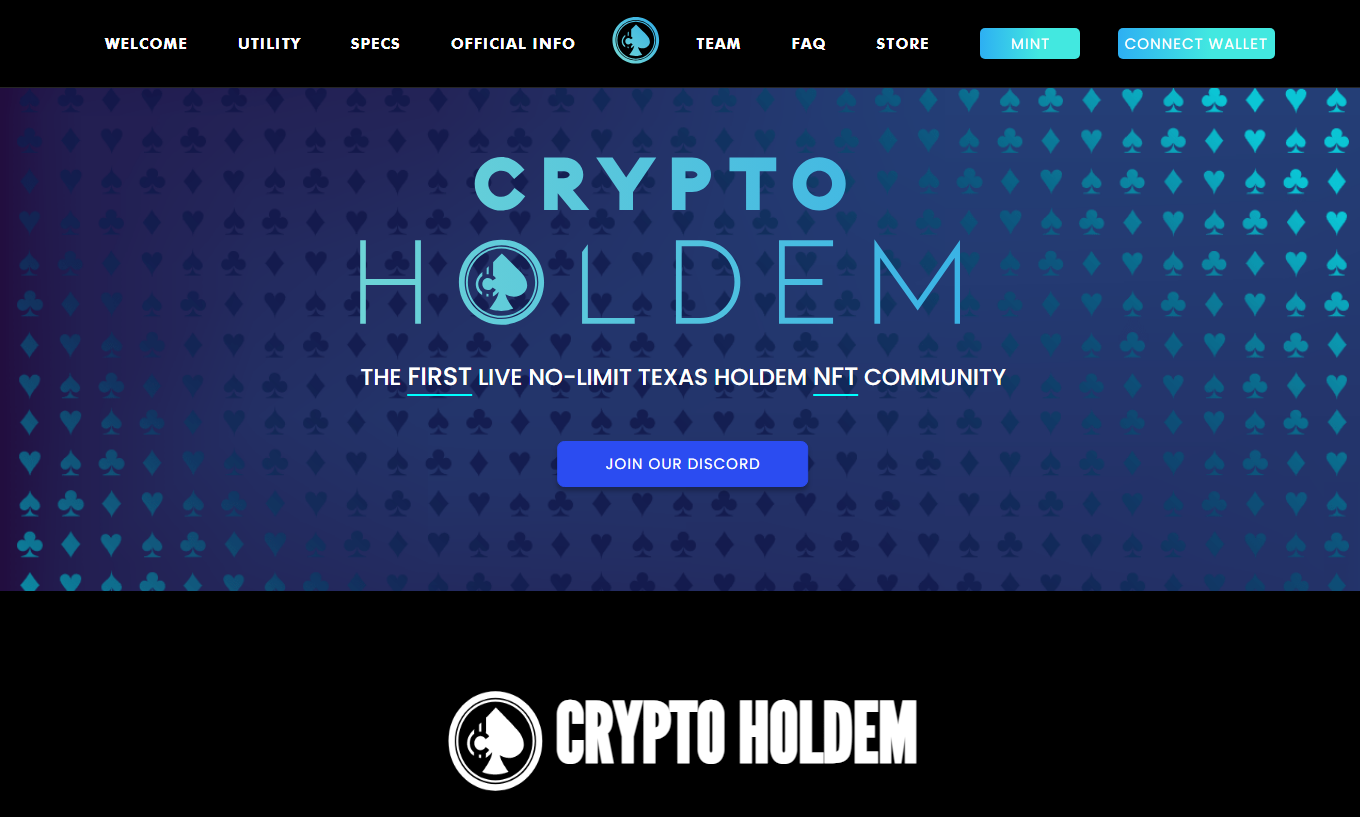 WELCOME UTILITY SPECS OFFICIAL INFO TEAM FAQ STORE MINT CONNECT WALLET
CRYPTO
HOLDEM
THE FIRST LIVE NO-LIMIT TEXAS HOLDEM NFT COMMUNITY
JOIN OUR DISCORD
CRYPTO HOLDEM